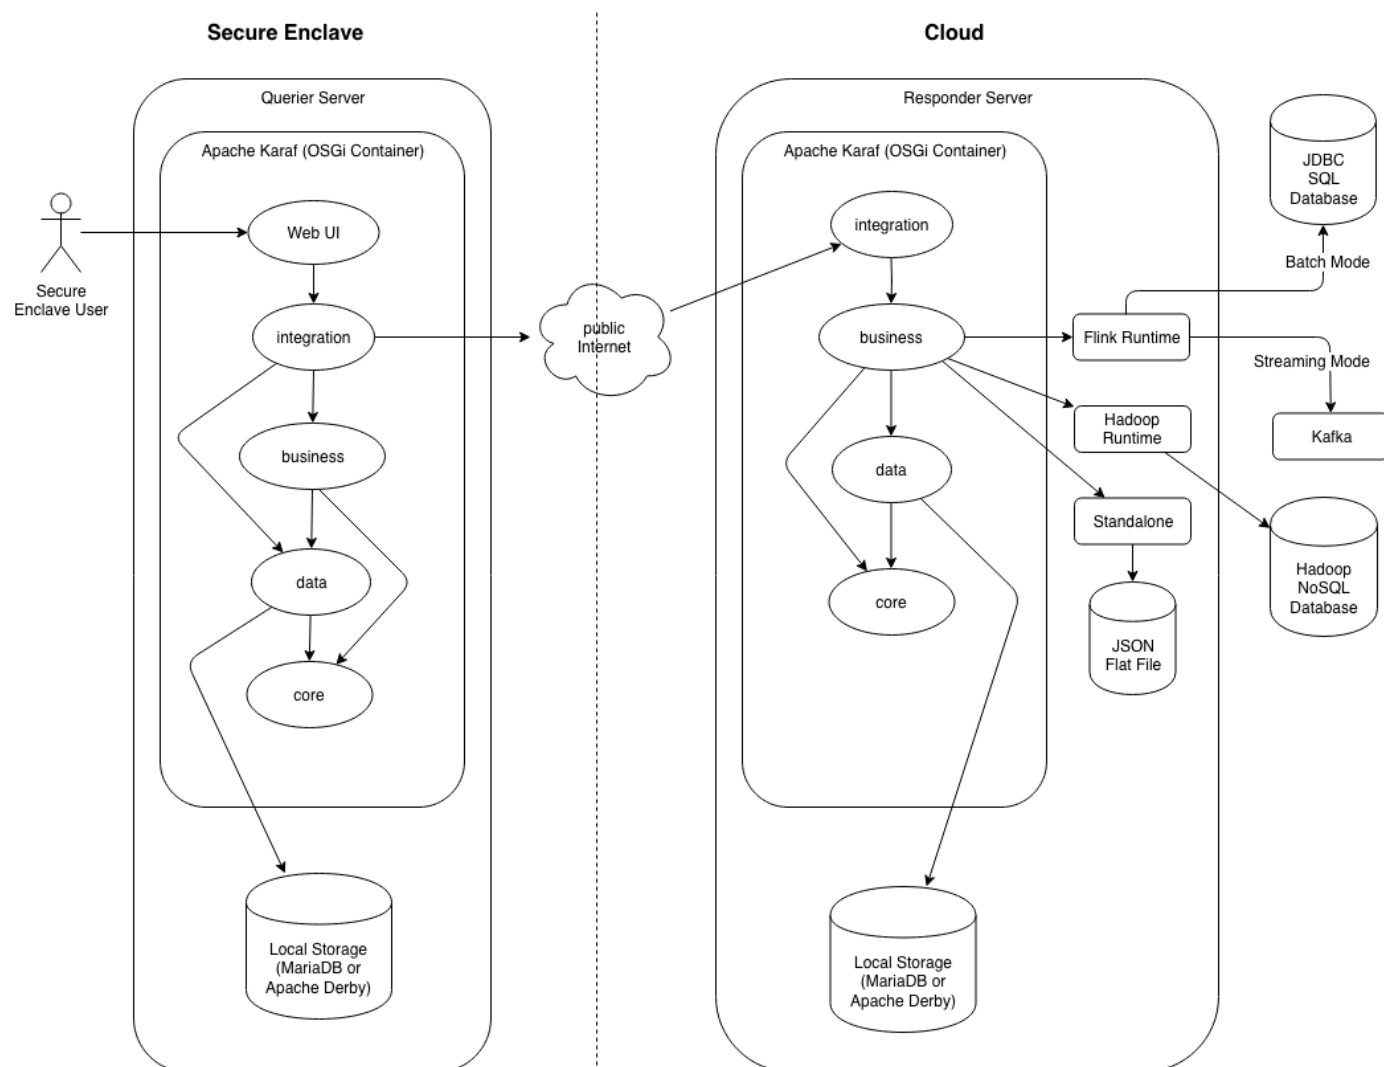 Secure Enclave
Cloud
Querier Server
Apache Karaf (OSGi Container)
Web UI
Secure
Enclave User
integration
business
data
core
Local Storage
(MariaDB or
Apache Derby)
public
Internet
Responder Server
Apache Karaf (OSGi Container)
integration
business
data
core
Local Storage
(MariaDB or
Apache Derby)
Flink Runtime
Hadoop
Runtime
Standalone
JSON
Flat File
JDBC
SQL
Database
Batch Mode
Streaming Mode
Kafka
Hadoop
NoSQL
Database